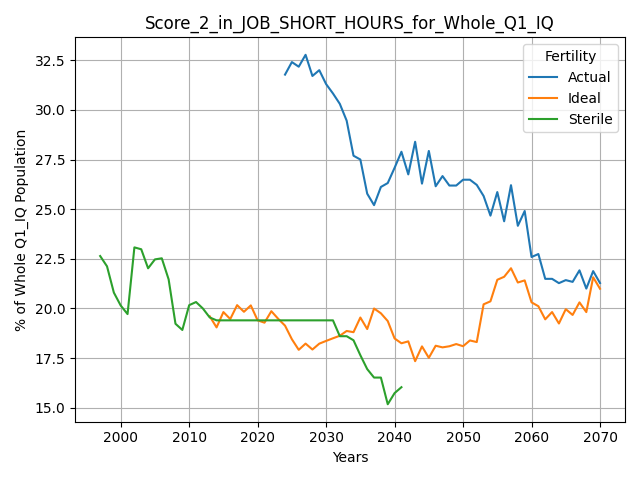 Score_2_in_JOB_SHORT_HOURS_for_Whole_Q1_IQ
Fertility
Actual
Ideal
Sterile
% of Whole Q1_IQ Population
32.5
30.0
27.5
25.0
22.5
20.0
17.5
15.0
2000 2010 2020 2030 2040 2050 2060 2070
Years